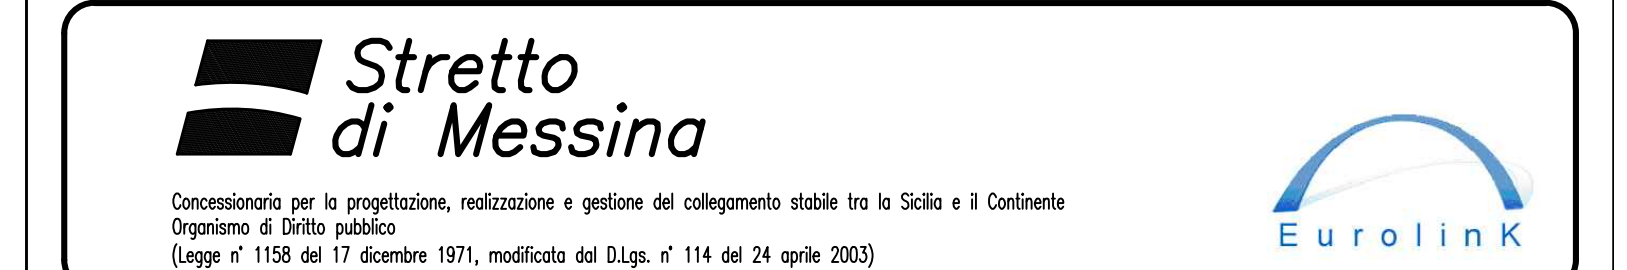 Stretto
di Messina
Concessionaria per la progettazione, realizzazione e gestione del collegamento stabile tra la Sicilia e il Continente
Organismo di Diritto pubblico
(Legge n° 1158 del 17 dicembre 1971, modificata dal D.Lgs. n° 114 del 24 aprile 2003)
EurolinK